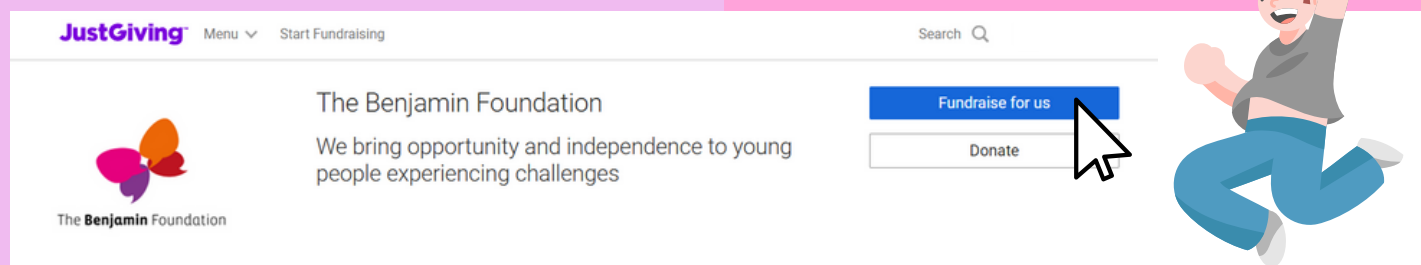 JustGiving™ Menu Start Fundraising Search
The Benjamin Foundation
We bring opportunity and independence to young
people experiencing challenges
Fundraise for us
Donate
The Benjamin Foundation